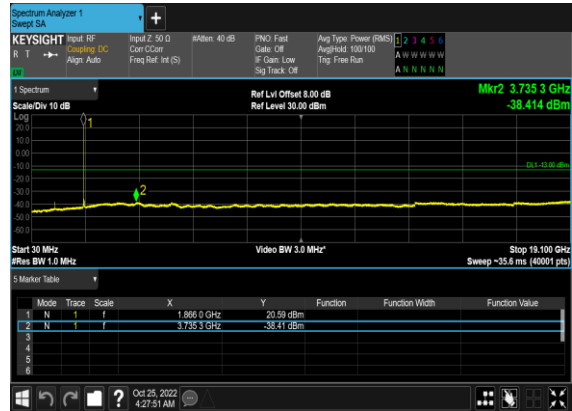 Spectrum Analyzer 1
Swept SA
+
KEYSIGHT
R T
Input: RF
Coupling: DC
Align: Auto
Input Z: 50 Ω
Corr CCorr
Freq Ref: Int (S)
#Atten: 40 dB
PNO: Fast
Gate: Off
IF Gain: Low
Sig Track: Off
Avg Type: Power (RMS)
Avg|Hold: 100/100
Trig: Free Run
1 2 3 4 5 6
A W W W W W
A N N N N N
1 Spectrum
Scale/Div 10 dB
Ref Lvl Offset 8.00 dB
Ref Level 30.00 dBm
Mkr2 3.735 3 GHz
-38.414 dBm
Log
20.0
10.0
0.00
-10.0
-20.0
-30.0
-40.0
-50.0
-60.0
1
2
DL1 -13.00 dBm
Start 30 MHz
#Res BW 1.0 MHz
Video BW 3.0 MHz*
Stop 19.100 GHz
Sweep ~35.6 ms (40001 pts)
5 Marker Table
Mode Trace Scale X Y Function Function Width Function Value
1 N 1 f 1.866 0 GHz 20.59 dBm
2 N 1 f 3.735 3 GHz -38.41 dBm
3
4
5
6
?
Oct 25, 2022
4:27:51 AM